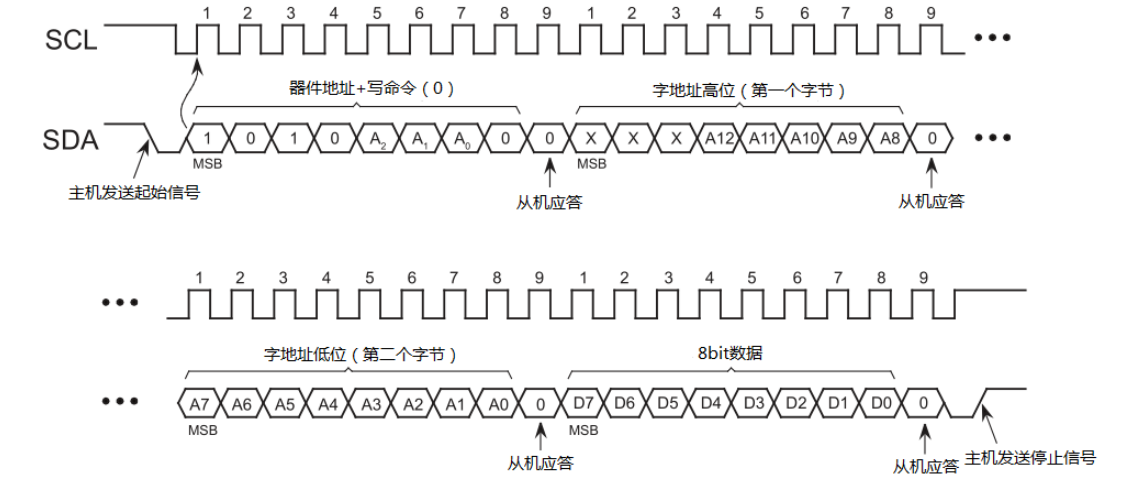 1 2 3 4 5 6 7 8 9 1 2 3 4 5 6 7 8 9
SCL •••
器件地址+写命令（0） 字地址高位（第一个字节）
SDA 1 0 1 0 A2 A1 A0 0 0 X X X A12 A11 A10 A9 A8 0 •••
MSB MSB
主机发送起始信号 从机应答 从机应答
1 2 3 4 5 6 7 8 9 1 2 3 4 5 6 7 8 9
•••
字地址低位（第二个字节） 8bit数据
••• A7 A6 A5 A4 A3 A2 A1 A0 0 D7 D6 D5 D4 D3 D2 D1 D0 0
MSB MSB
从机应答 从机应答 主机发送停止信号